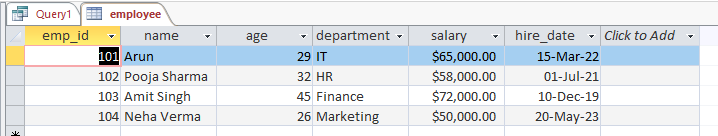 Query1 employee
emp_id name age department salary hire_date Click to Add
101 Arun 29 IT $65,000.00 15-Mar-22
102 Pooja Sharma 32 HR $58,000.00 01-Jul-21
103 Amit Singh 45 Finance $72,000.00 10-Dec-19
104 Neha Verma 26 Marketing $50,000.00 20-May-23